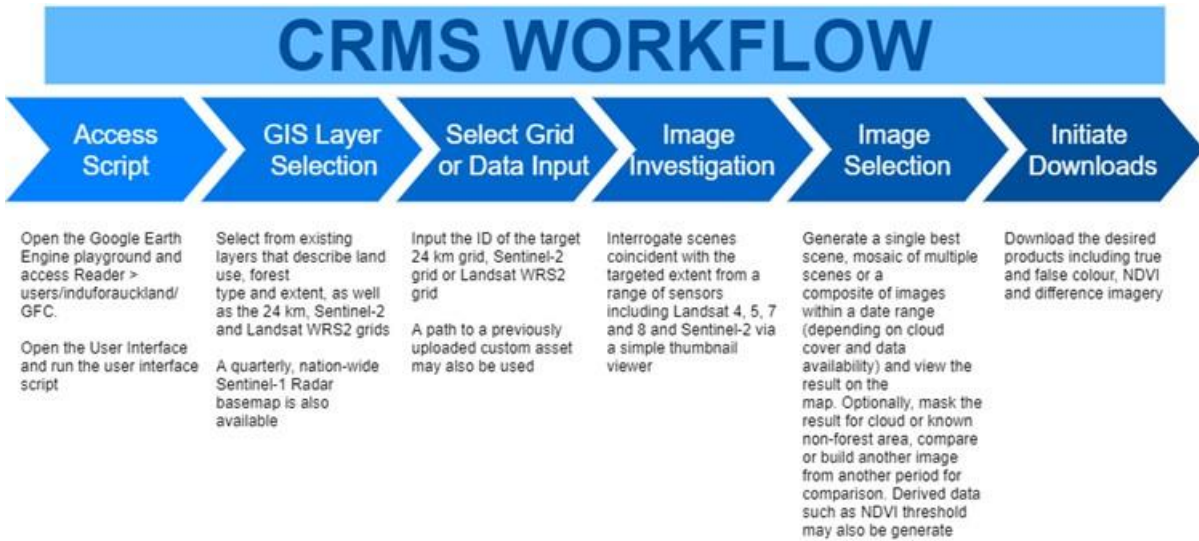 CRMS WORKFLOW
Access
Script
GIS Layer
Selection
Select Grid
or Data Input
Image
Investigation
Image
Selection
Initiate
Downloads
Open the Google Earth
Engine playground and
access Reader >
users/induforauckland/
GFC.
Open the User Interface
and run the user interface
script
Select from existing
layers that describe land
use, forest
type and extent, as well
as the 24 km, Sentinel-2
and Landsat WRS2 grids
A quarterly, nation-wide
Sentinel-1 Radar
basemap is also
available
Input the ID of the target
24 km grid, Sentinel-2
grid or Landsat WRS2
grid
A path to a previously
uploaded custom asset
may also be used
Interrogate scenes
coincident with the
targeted extent from a
range of sensors
including Landsat 4, 5, 7
and 8 and Sentinel-2 via
a simple thumbnail
viewer
Generate a single best
scene, mosaic of multiple
scenes or a
composite of images
within a date range
(depending on cloud
cover and data
availability) and view the
result on the
map. Optionally, mask the
result for cloud or known
non-forest area, compare
or build another image
from another period for
comparison. Derived data
such as NDVI threshold
may also be generate
Download the desired
products including true
and false colour, NDVI
and difference imagery